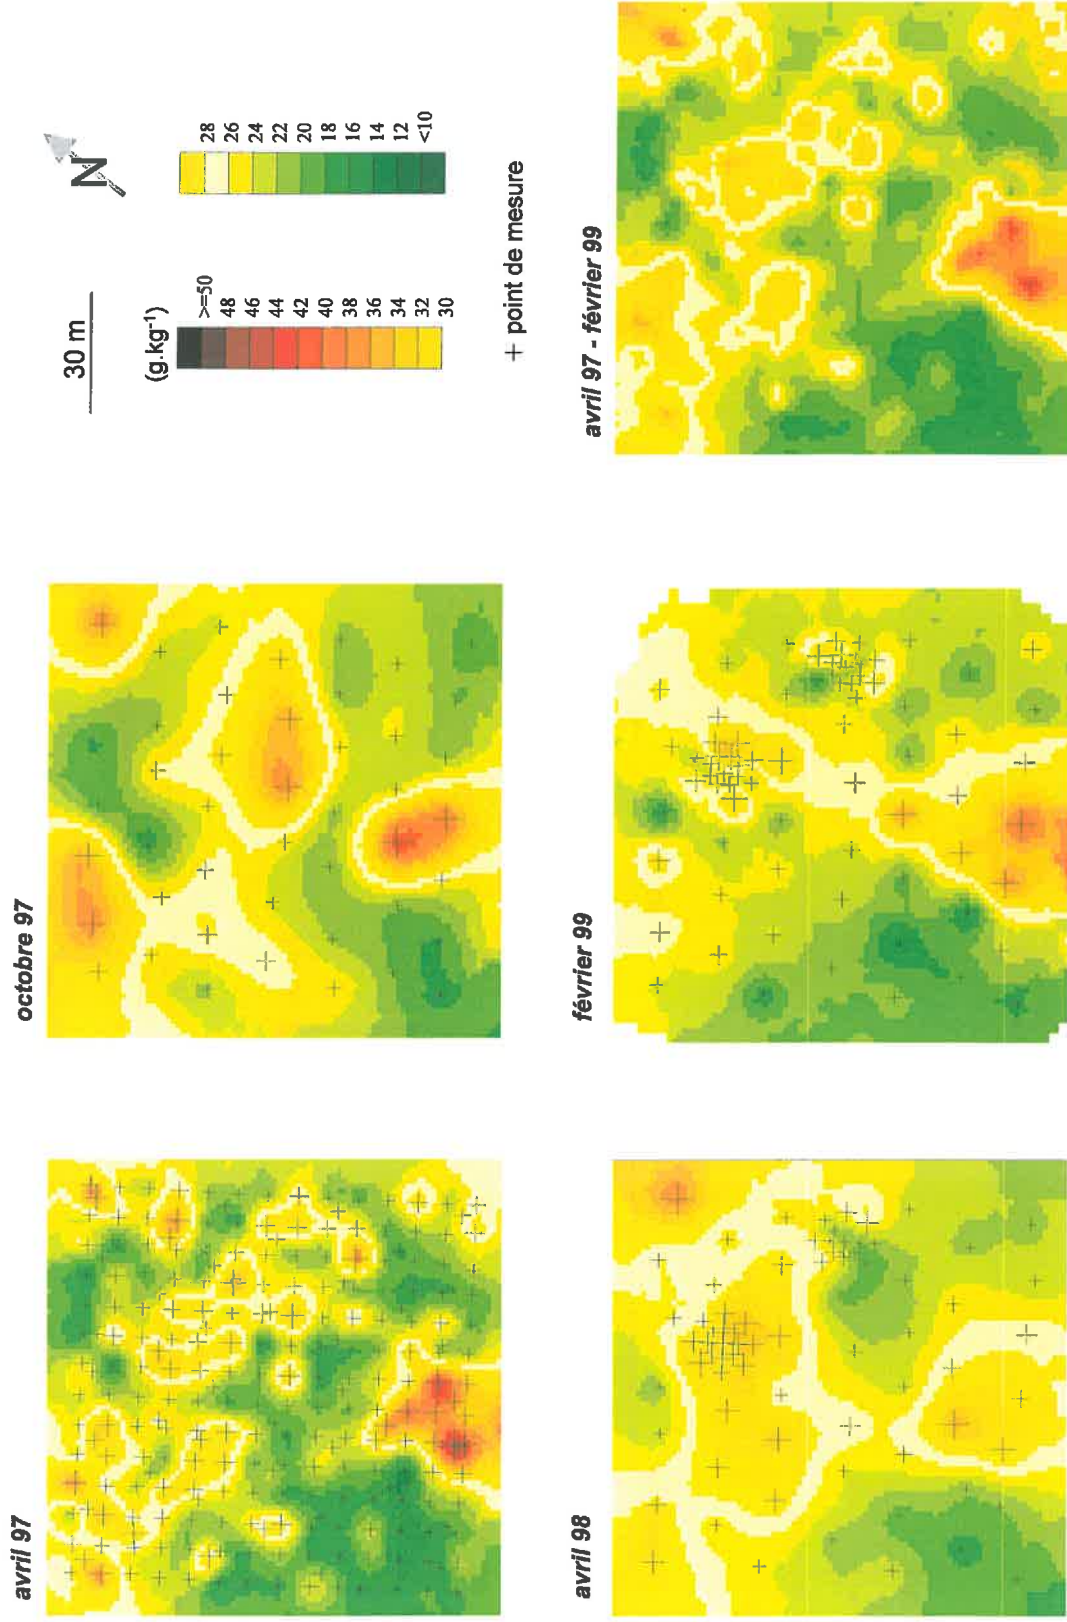 avril 97
octobre 97
30 m
N
(g.kg-1)
>=50
48
46
44
42
40
38
36
34
32
30
28
26
24
22
20
18
16
14
12
<10
+ point de mesure
avril 98
février 99
avril 97 - février 99